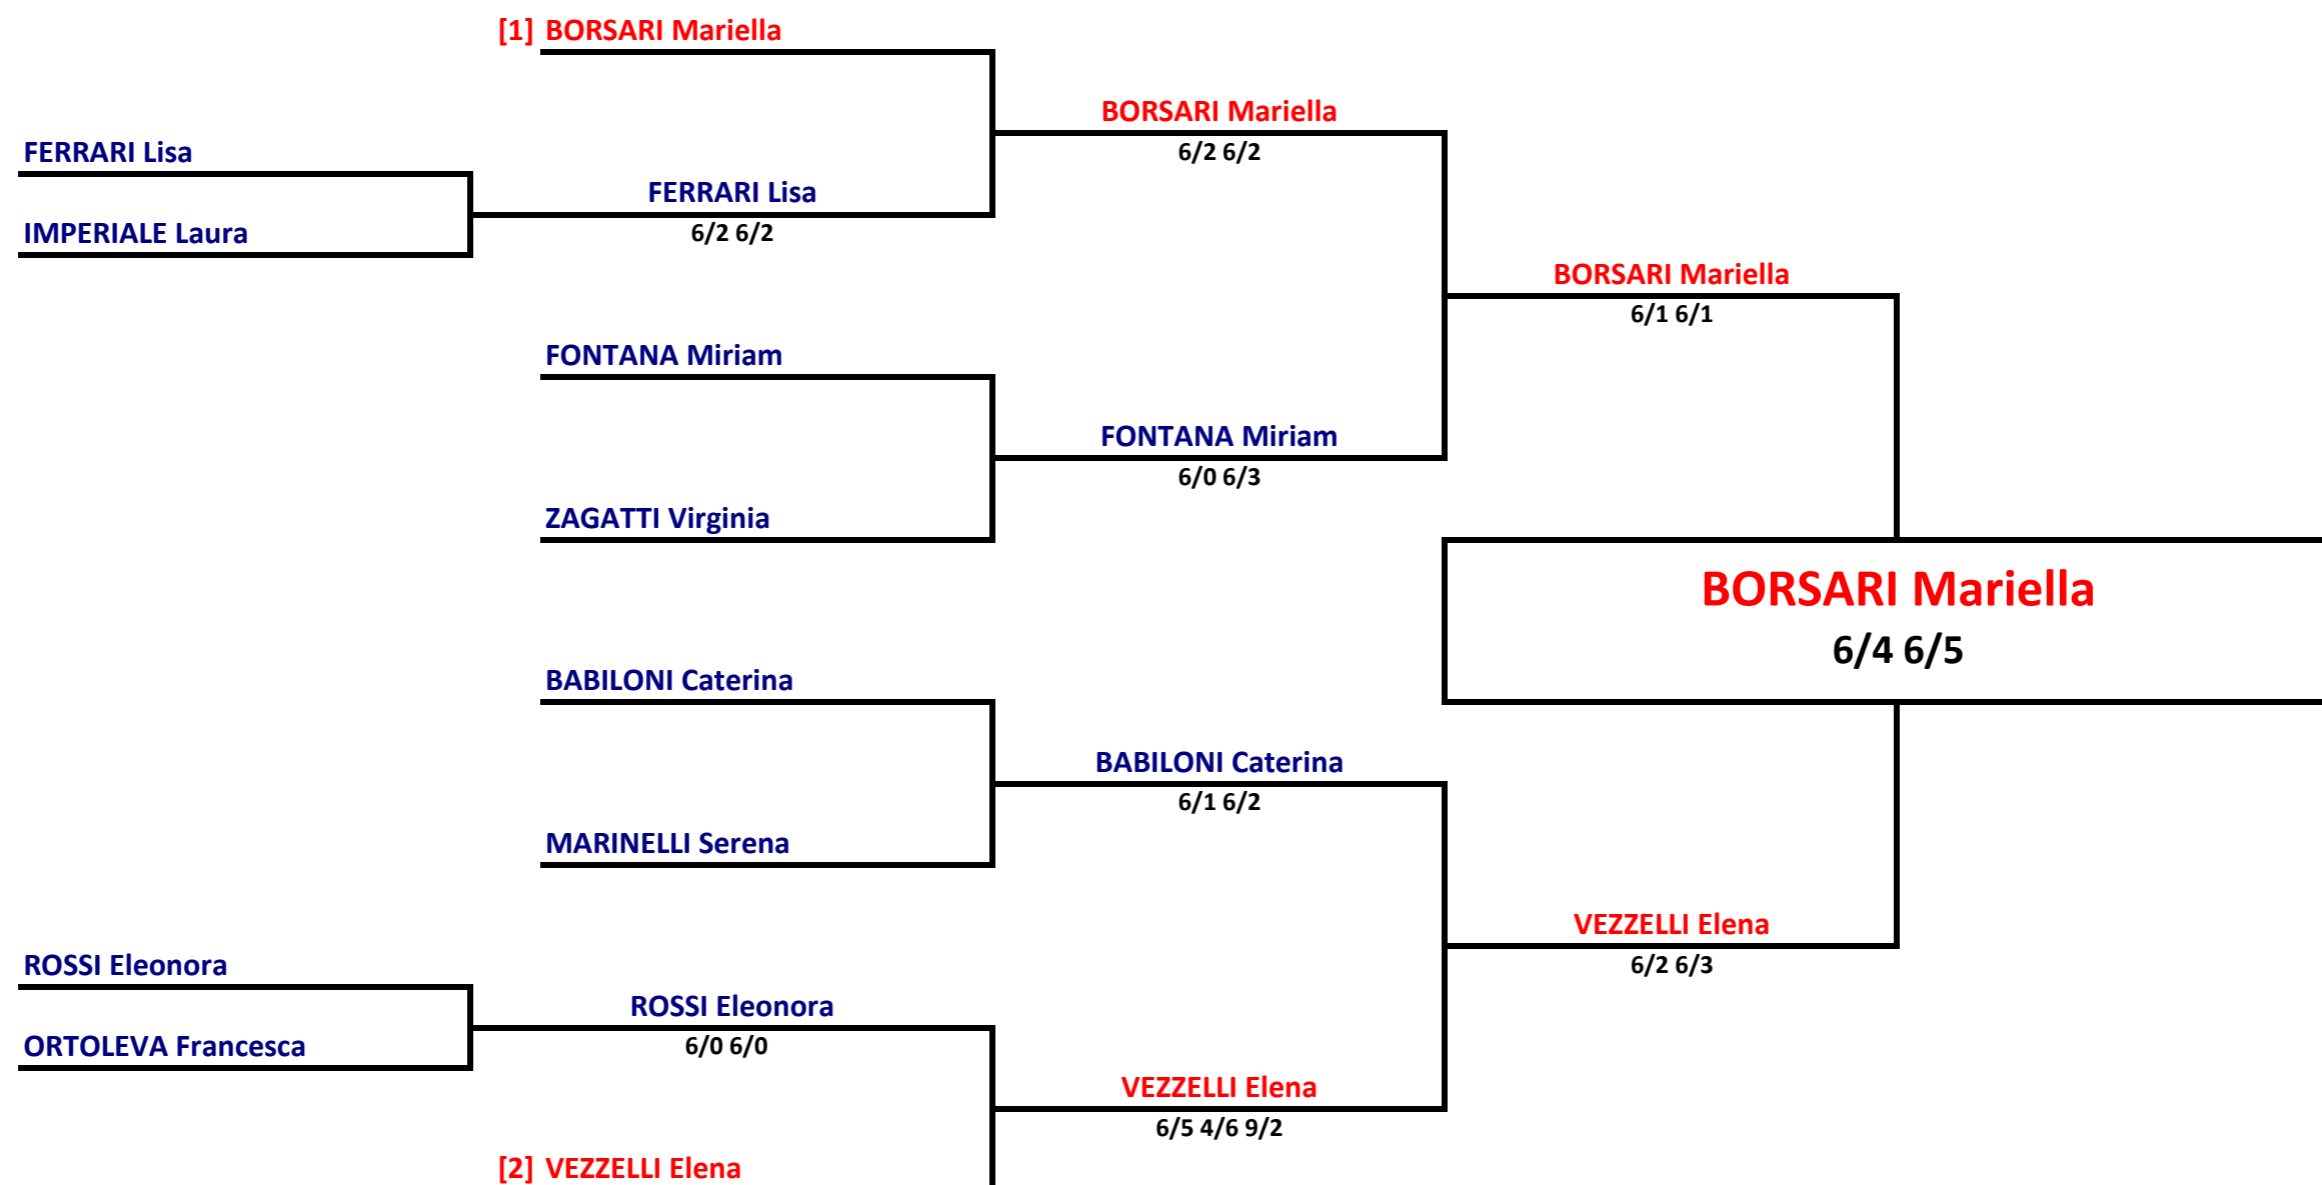 [1] BORSARI Mariella
BORSARI Mariella
6/2 6/2
FERRARI Lisa
FERRARI Lisa
6/2 6/2
IMPERIALE Laura
BORSARI Mariella
6/1 6/1
FONTANA Miriam
FONTANA Miriam
6/0 6/3
ZAGATTI Virginia
BORSARI Mariella
6/4 6/5
BABILONI Caterina
BABILONI Caterina
6/1 6/2
MARINELLI Serena
VEZZELLI Elena
6/2 6/3
ROSSI Eleonora
ROSSI Eleonora
6/0 6/0
ORTOLEVA Francesca
VEZZELLI Elena
6/5 4/6 9/2
[2] VEZZELLI Elena